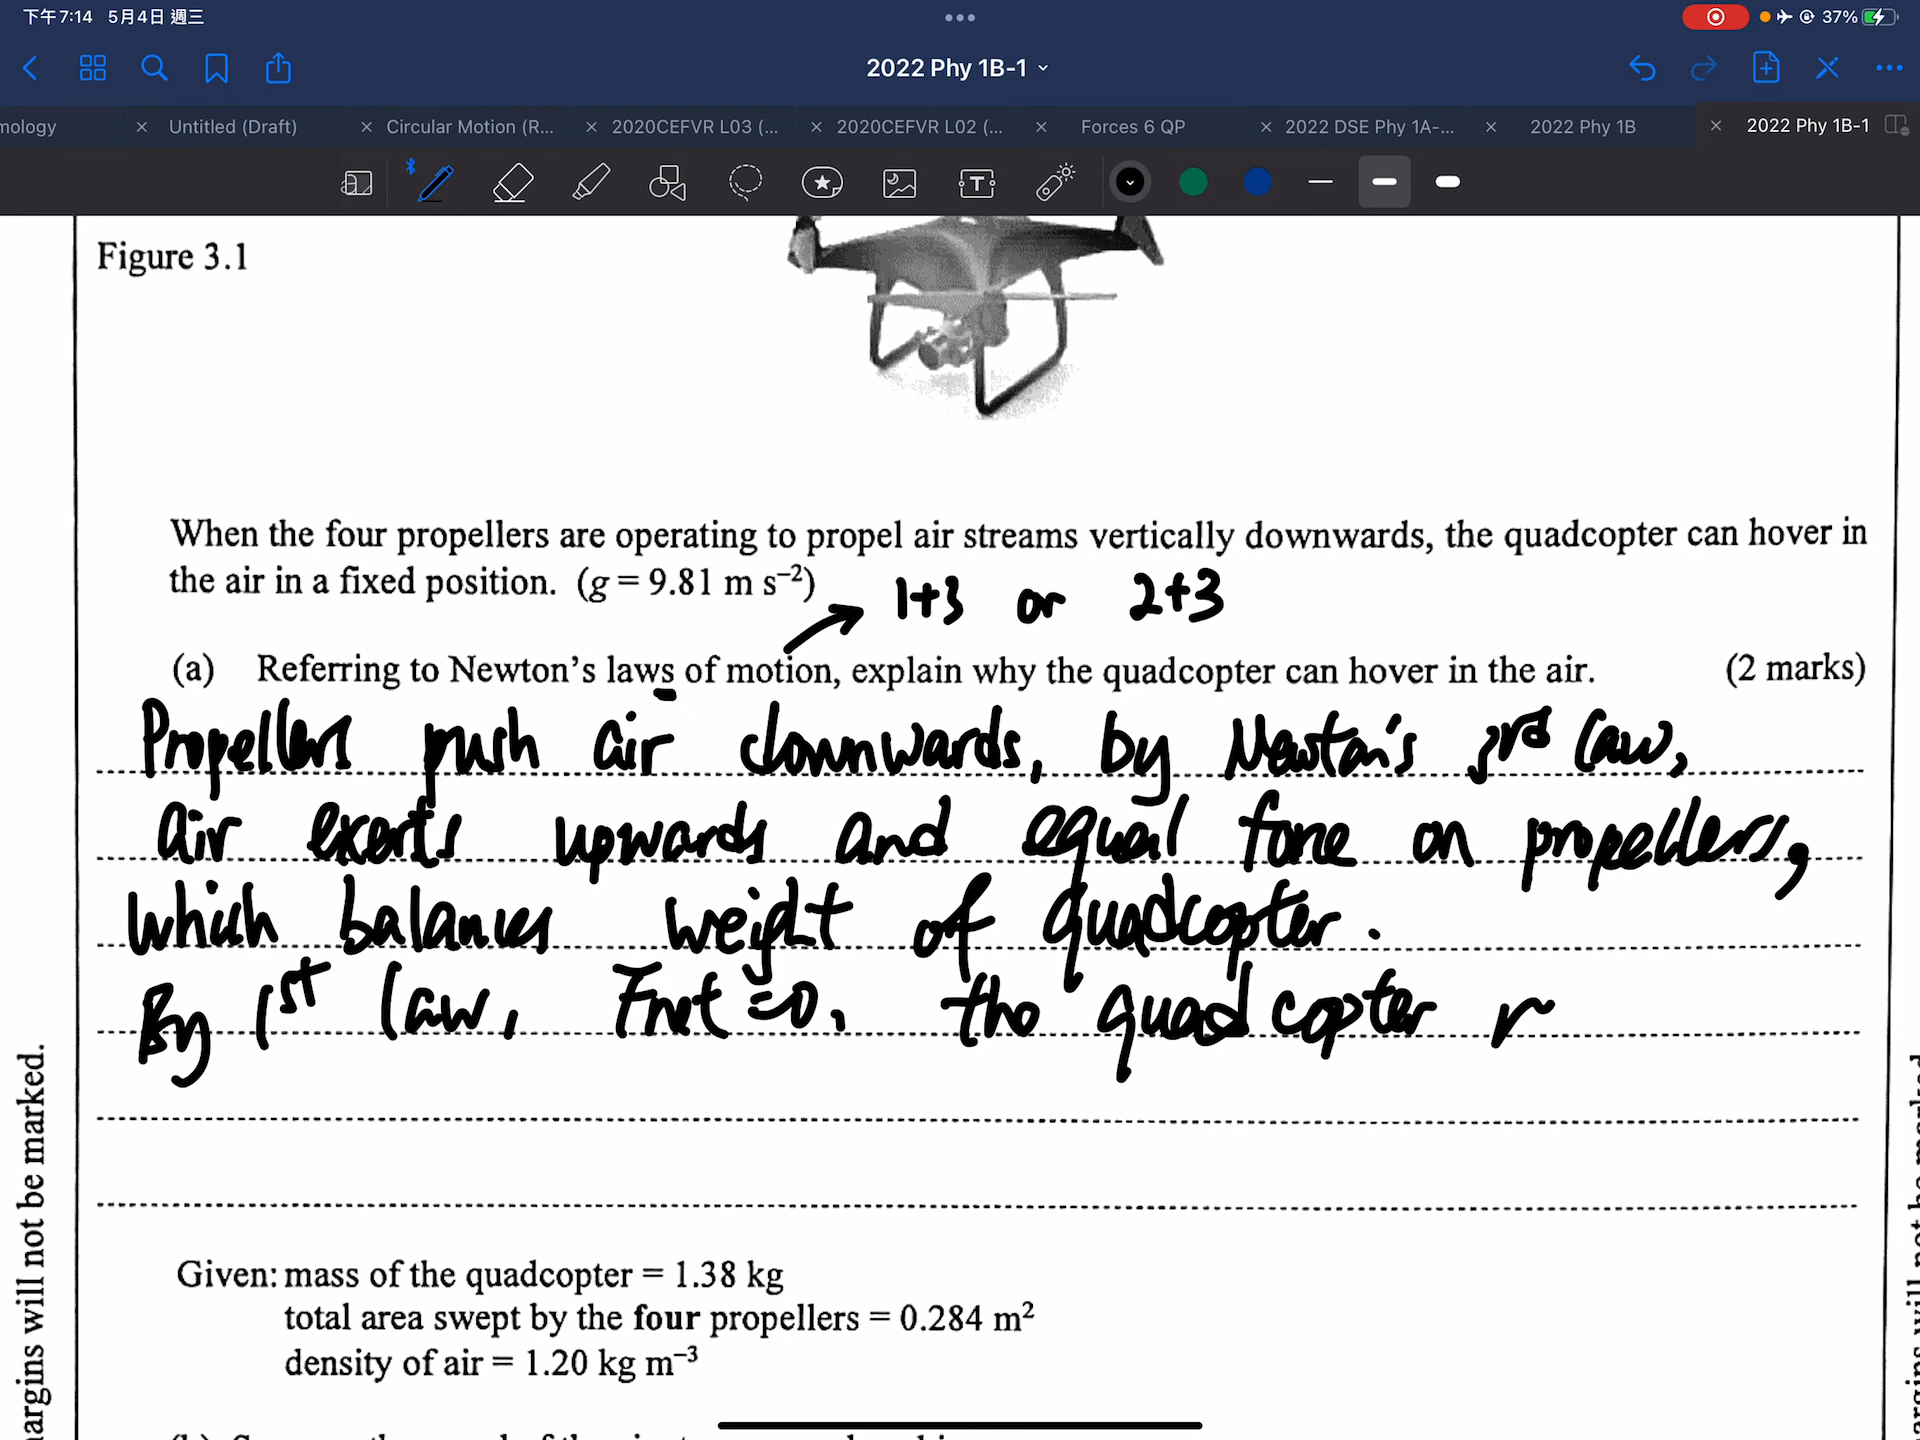 下午7:14 5月4日 週三
37%
2022 Phy 1B-1
mology
Untitled (Draft)
Circular Motion (R...
2020CEFVR L03 (...
2020CEFVR L02 (...
Forces 6 QP
2022 DSE Phy 1A-...
2022 Phy 1B
2022 Phy 1B-1
Figure 3.1
When the four propellers are operating to propel air streams vertically downwards, the quadcopter can hover in
the air in a fixed position. (g = 9.81 m s⁻²)
1+3 or 2+3
(a) Referring to Newton's laws of motion, explain why the quadcopter can hover in the air. (2 marks)
Propellers push air downwards, by Newton's 3rd law,
air exerts upwards and equal force on propellers,
which balances weight of quadcopter.
By 1st law, Fnet = 0, the quadcopter r
Given: mass of the quadcopter = 1.38 kg
total area swept by the four propellers = 0.284 m²
density of air = 1.20 kg m⁻³
margins will not be marked.